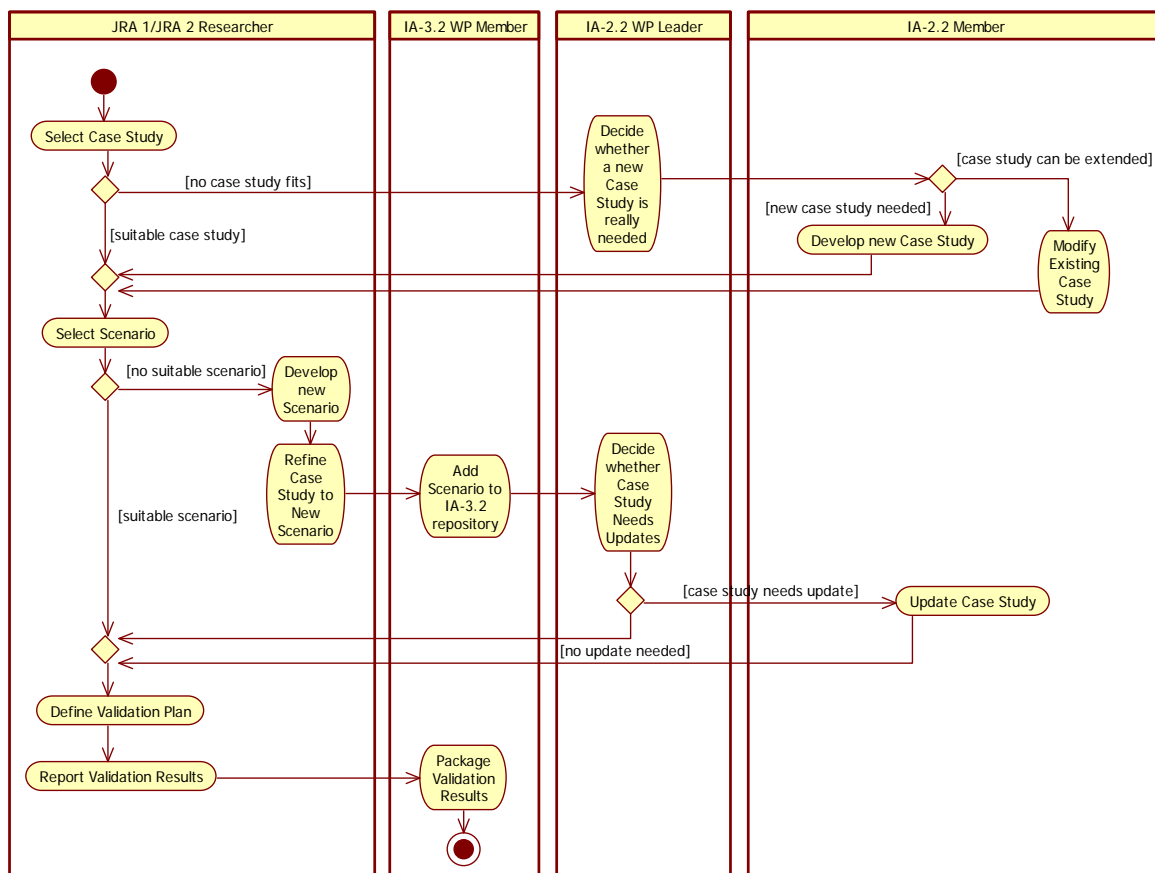 JRA 1/JRA 2 Researcher
IA-3.2 WP Member
IA-2.2 WP Leader
IA-2.2 Member
Select Case Study
[no case study fits]
[suitable case study]
Decide
whether
a new
Case
Study is
really
needed
[case study can be extended]
[new case study needed]
Develop new Case Study
Modify
Existing
Case
Study
Select Scenario
[no suitable scenario]
Develop
new
Scenario
Refine
Case
Study to
New
Scenario
[suitable scenario]
Add
Scenario to
IA-3.2
repository
Decide
whether
Case
Study
Needs
Updates
[case study needs update]
Update Case Study
[no update needed]
Define Validation Plan
Report Validation Results
Package
Validation
Results